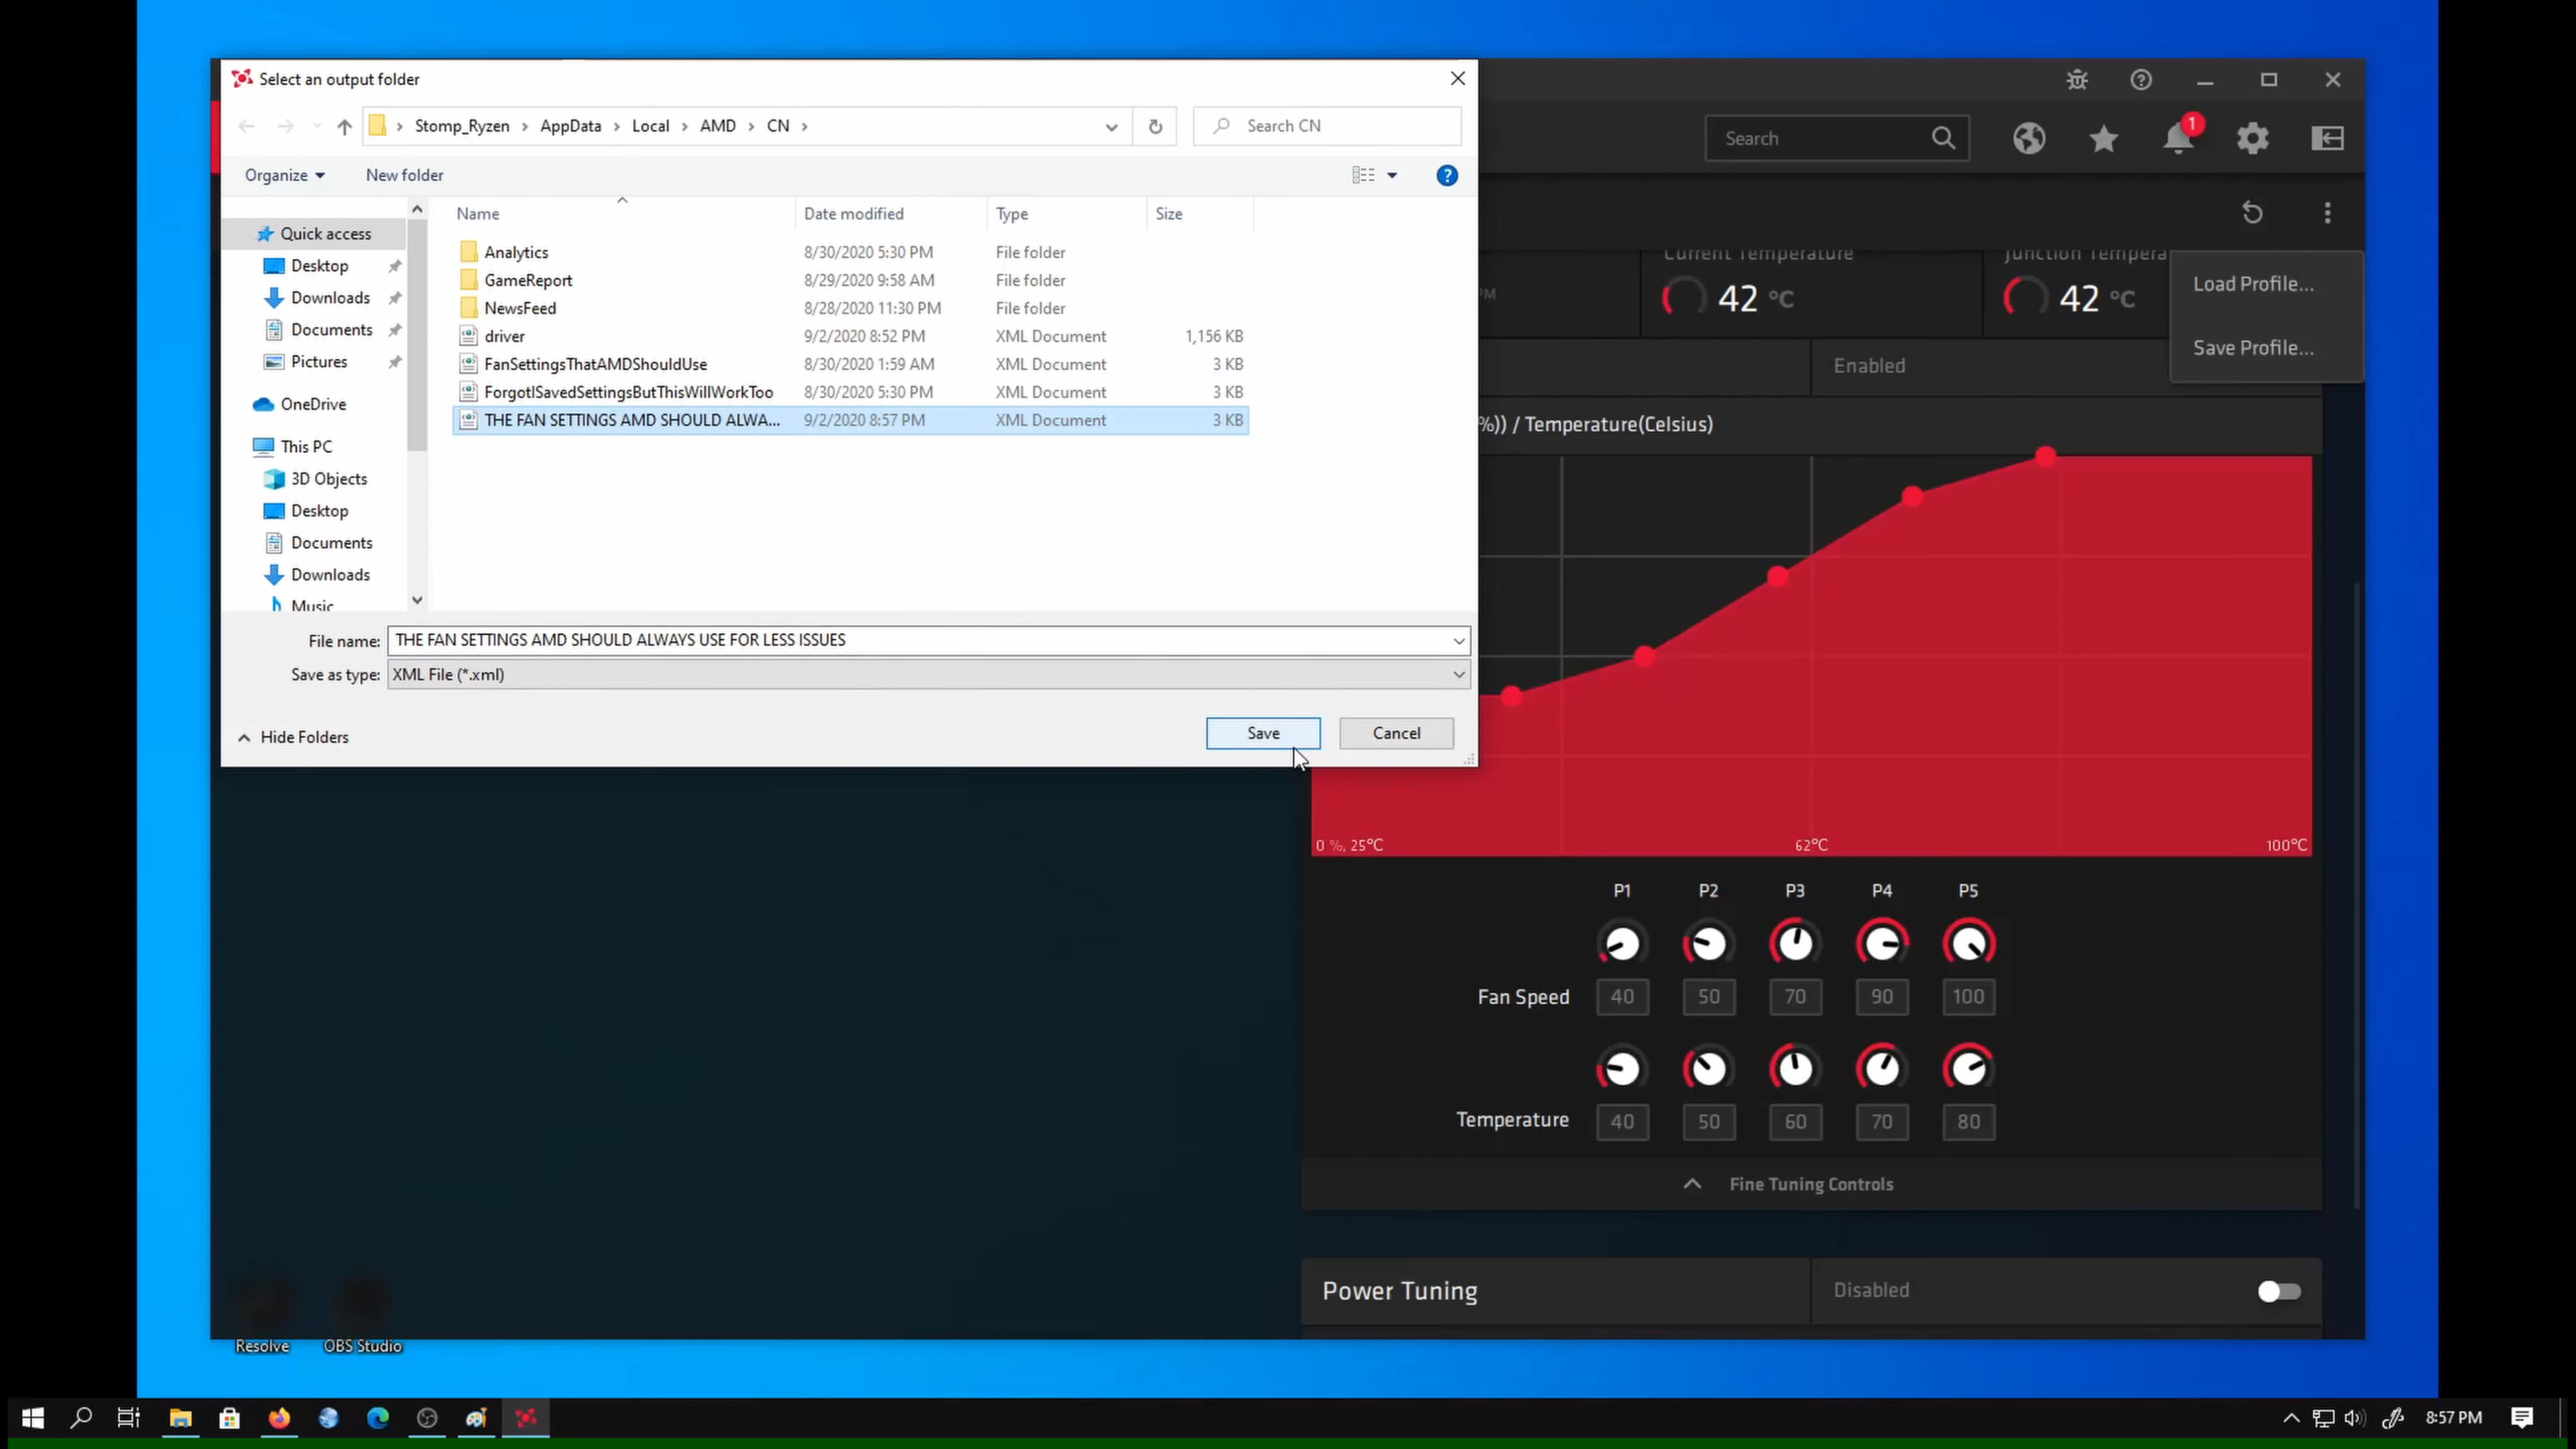 Select an output folder
Stomp_Ryzen > AppData > Local > AMD > CN >
Search CN
Organize
New folder
Name Date modified Type Size
Quick access
Desktop
Downloads
Documents
Pictures
OneDrive
This PC
3D Objects
Desktop
Documents
Downloads
Music
Analytics 8/30/2020 5:30 PM File folder
GameReport 8/29/2020 9:58 AM File folder
NewsFeed 8/28/2020 11:30 PM File folder
driver 9/2/2020 8:52 PM XML Document 1,156 KB
FanSettingsThatAMDShouldUse 8/30/2020 1:59 AM XML Document 3 KB
ForgotISavedSettingsButThisWillWorkToo 8/30/2020 5:30 PM XML Document 3 KB
THE FAN SETTINGS AMD SHOULD ALWA... 9/2/2020 8:57 PM XML Document 3 KB
File name: THE FAN SETTINGS AMD SHOULD ALWAYS USE FOR LESS ISSUES
Save as type: XML File (*.xml)
Hide Folders
Save
Cancel
Search
1
Current Temperature
42 °C
Junction Tempera
42 °C
PM
Load Profile...
Save Profile...
Enabled
%)) / Temperature(Celsius)
0 %, 25°C 62°C 100°C
P1 P2 P3 P4 P5
Fan Speed 40 50 70 90 100
Temperature 40 50 60 70 80
Fine Tuning Controls
Power Tuning Disabled
Resolve
OBS Studio
8:57 PM